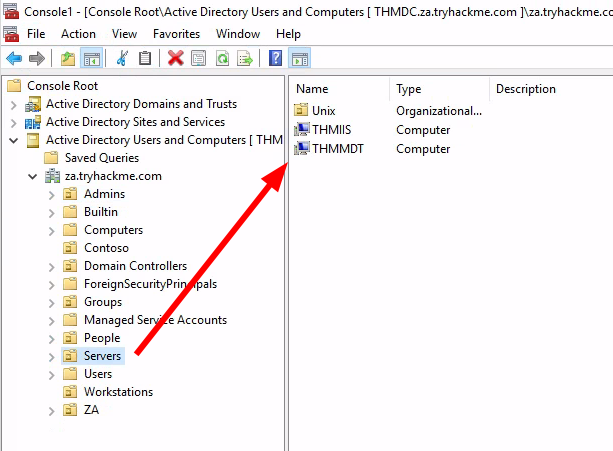 Console1 - [Console Root\Active Directory Users and Computers [ THMDC.za.tryhackme.com ]\za.tryhackme.co
File Action View Favorites Window Help
Console Root
Active Directory Domains and Trusts
Active Directory Sites and Services
Active Directory Users and Computers [ THM
Saved Queries
za.tryhackme.com
Admins
Builtin
Computers
Contoso
Domain Controllers
ForeignSecurityPrincipals
Groups
Managed Service Accounts
People
Servers
Users
Workstations
ZA
Name Type Description
Unix Organizational...
THMIIS Computer
THMMDT Computer